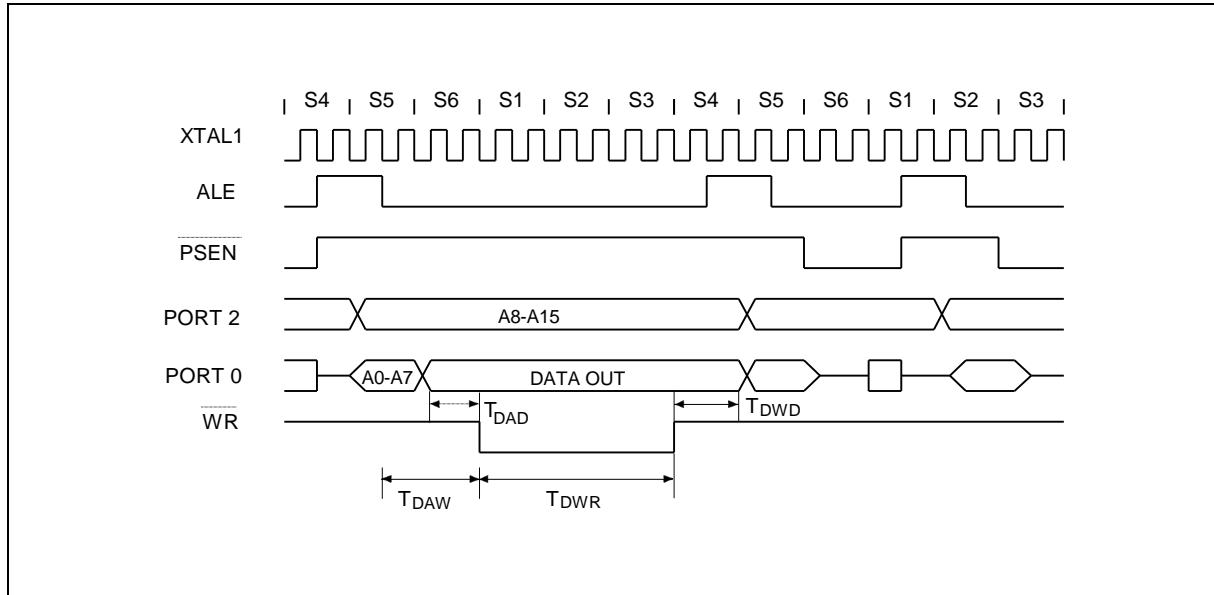 S4 S5 S6 S1 S2 S3 S4 S5 S6 S1 S2 S3
XTAL1
ALE
PSEN
PORT 2
A8-A15
PORT 0
A0-A7
DATA OUT
WR
TDAD
TDWD
TDAW
TDWR